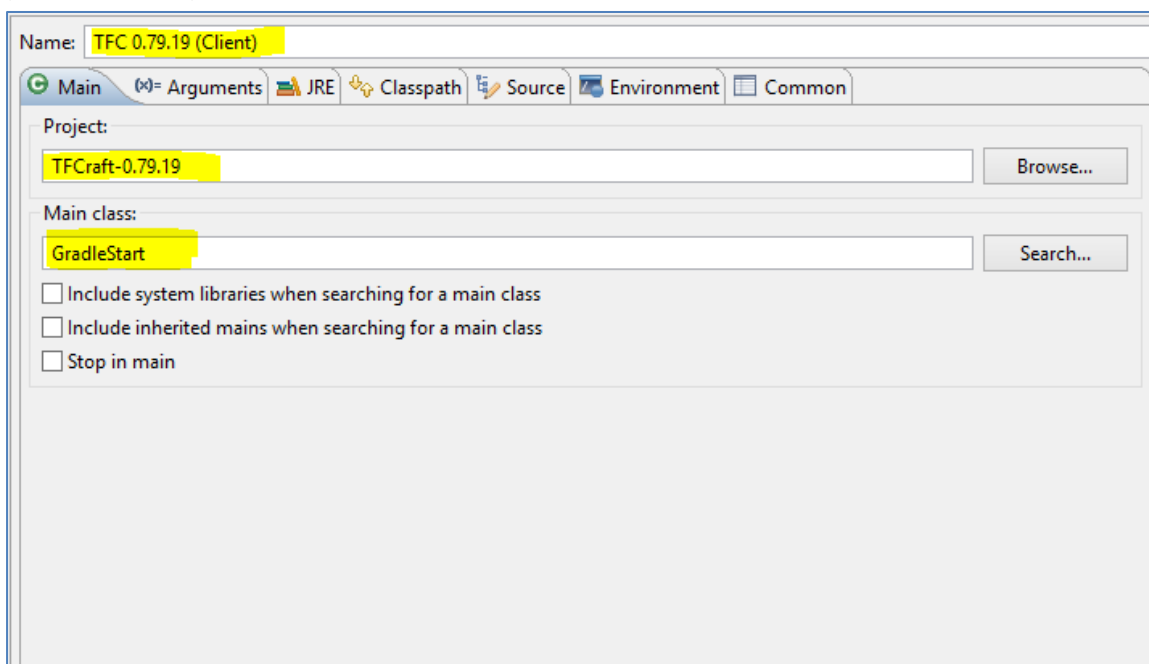 Name: TFC 0.79.19 (Client)
Main (x)= Arguments JRE Classpath Source Environment Common
Project:
TFCraft-0.79.19 Browse...
Main class:
GradleStart Search...
Include system libraries when searching for a main class
Include inherited mains when searching for a main class
Stop in main